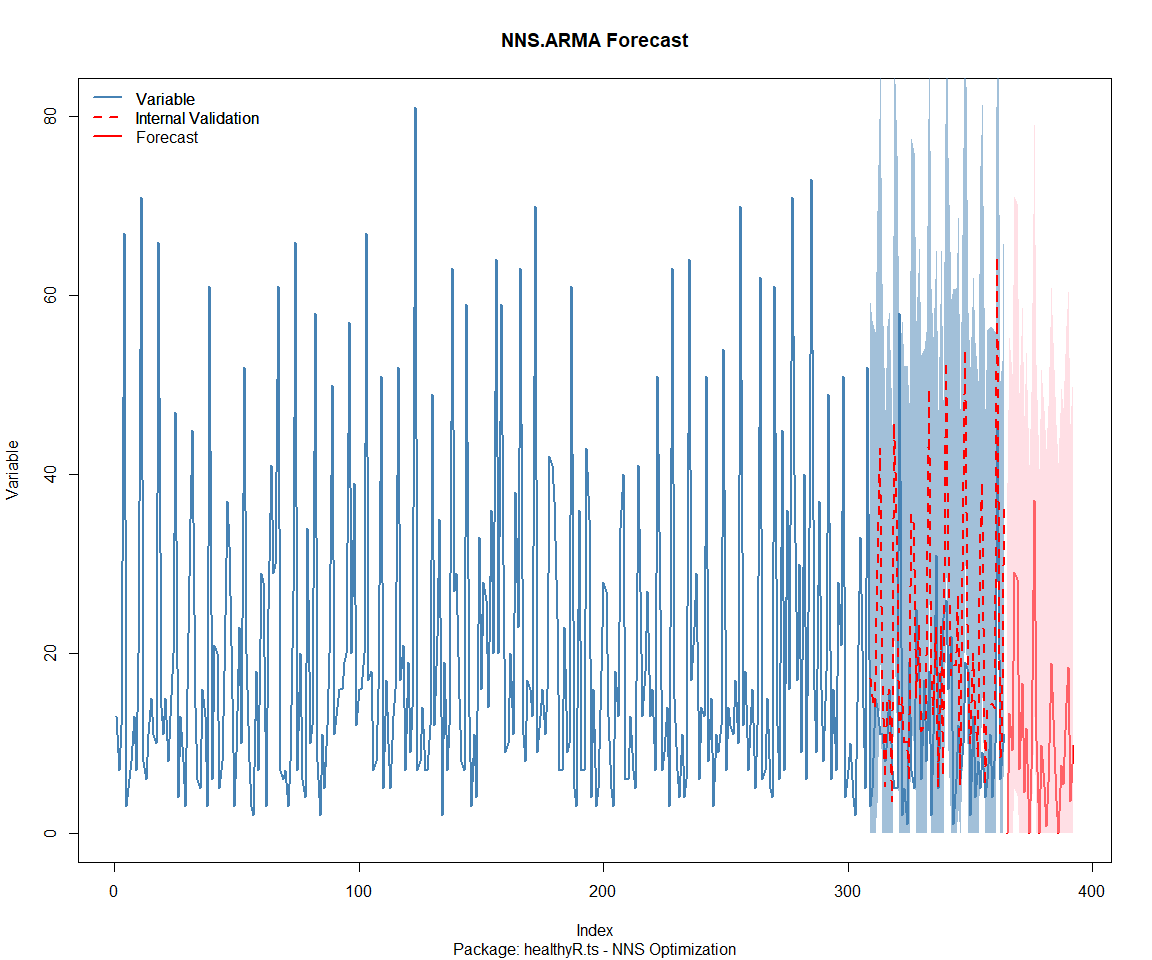 NNS.ARMA Forecast
Variable
Internal Validation
Forecast
Variable
80
60
40
20
0
0 100 200 300 400
Index
Package: healthyR.ts - NNS Optimization